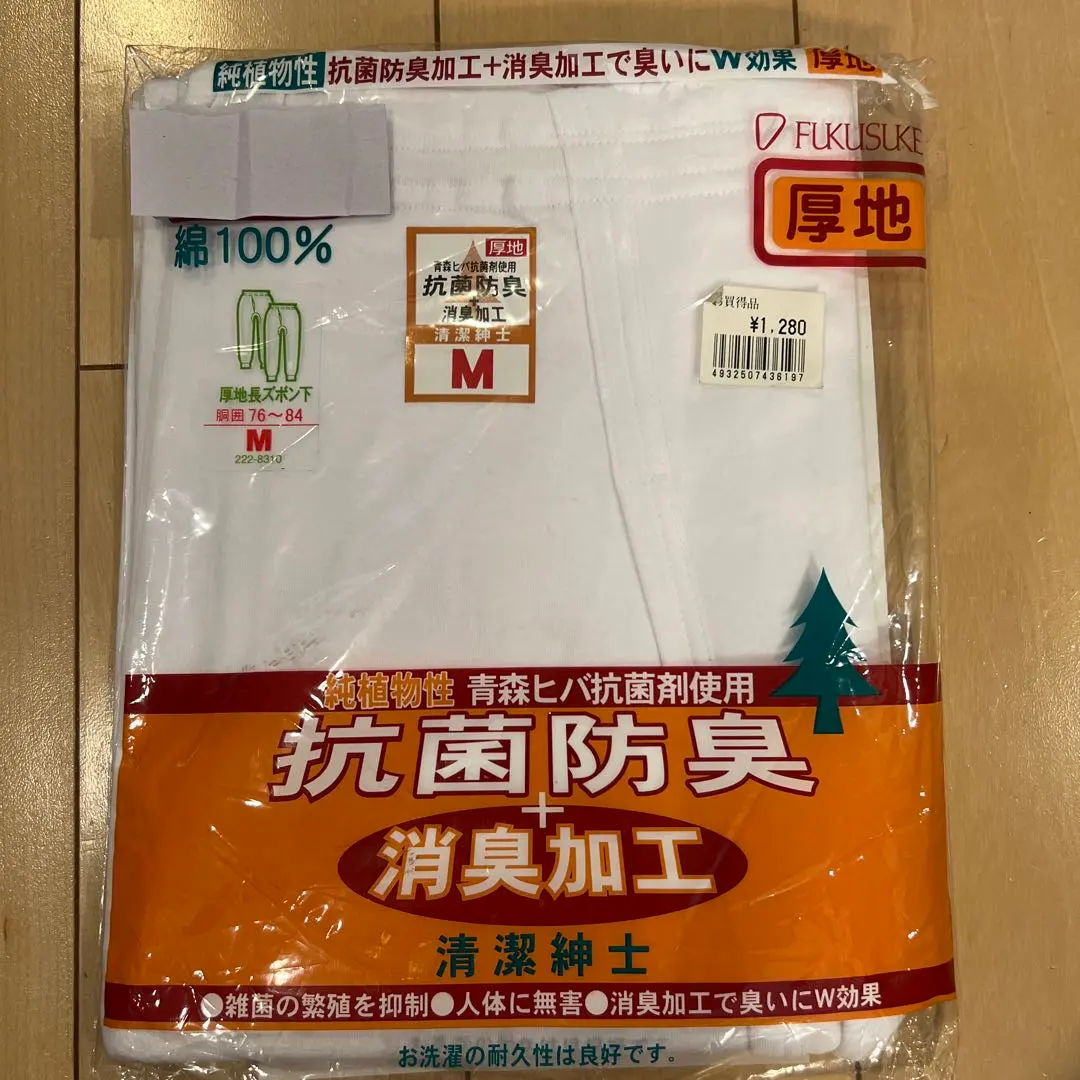 純植物性 抗菌防臭加工+消臭加工で臭いにW効果 厚地
FUKUSUKE
厚地
綿100%
厚地
青森ヒバ抗菌剤使用
抗菌防臭
+
消臭加工
清潔紳士
M
お買得品
¥1,280
4932507436197
厚地長ズボン下
胴囲 76〜84
M
222-8310
純植物性 青森ヒバ抗菌剤使用
抗菌防臭
+
消臭加工
清潔紳士
●雑菌の繁殖を抑制●人体に無害●消臭加工で臭いにW効果
お洗濯の耐久性は良好です。